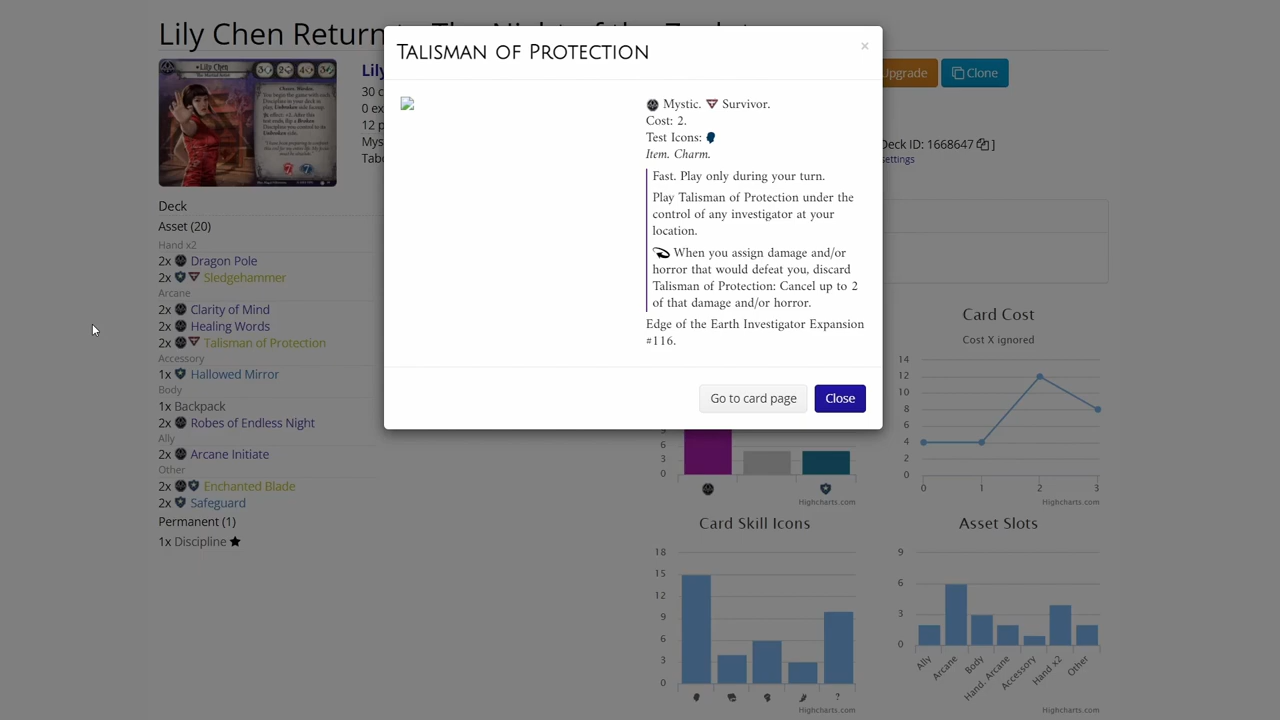 Lily Chen Return
TALISMAN OF PROTECTION
×
Mystic. Survivor.
Cost: 2.
Test Icons:
Item. Charm.
Fast. Play only during your turn.
Play Talisman of Protection under the
control of any investigator at your
location.
When you assign damage and/or
horror that would defeat you, discard
Talisman of Protection: Cancel up to 2
of that damage and/or horror.
Edge of the Earth Investigator Expansion
#116.
Go to card page
Close
Lily Chen
Lily
30 c
0 ex
12 p
Mys
Tabo
Upgrade
Clone
Deck ID: 1668647 ]
settings
Deck
Asset (20)
Hand x2
2x Dragon Pole
2x Sledgehammer
Arcane
2x Clarity of Mind
2x Healing Words
2x Talisman of Protection
Accessory
1x Hallowed Mirror
Body
1x Backpack
2x Robes of Endless Night
Ally
2x Arcane Initiate
Other
2x Enchanted Blade
2x Safeguard
Permanent (1)
1x Discipline
6
3
0
Highcharts.com
Card Cost
Cost X ignored
14
12
10
8
6
4
2
0
0 1 2 3
Highcharts.com
Card Skill Icons
18
15
12
9
6
3
0
?
Highcharts.com
Asset Slots
9
6
3
0
Ally
Arcane
Body
Hand. Arcane
Accessory
Hand x2
Other
Highcharts.com